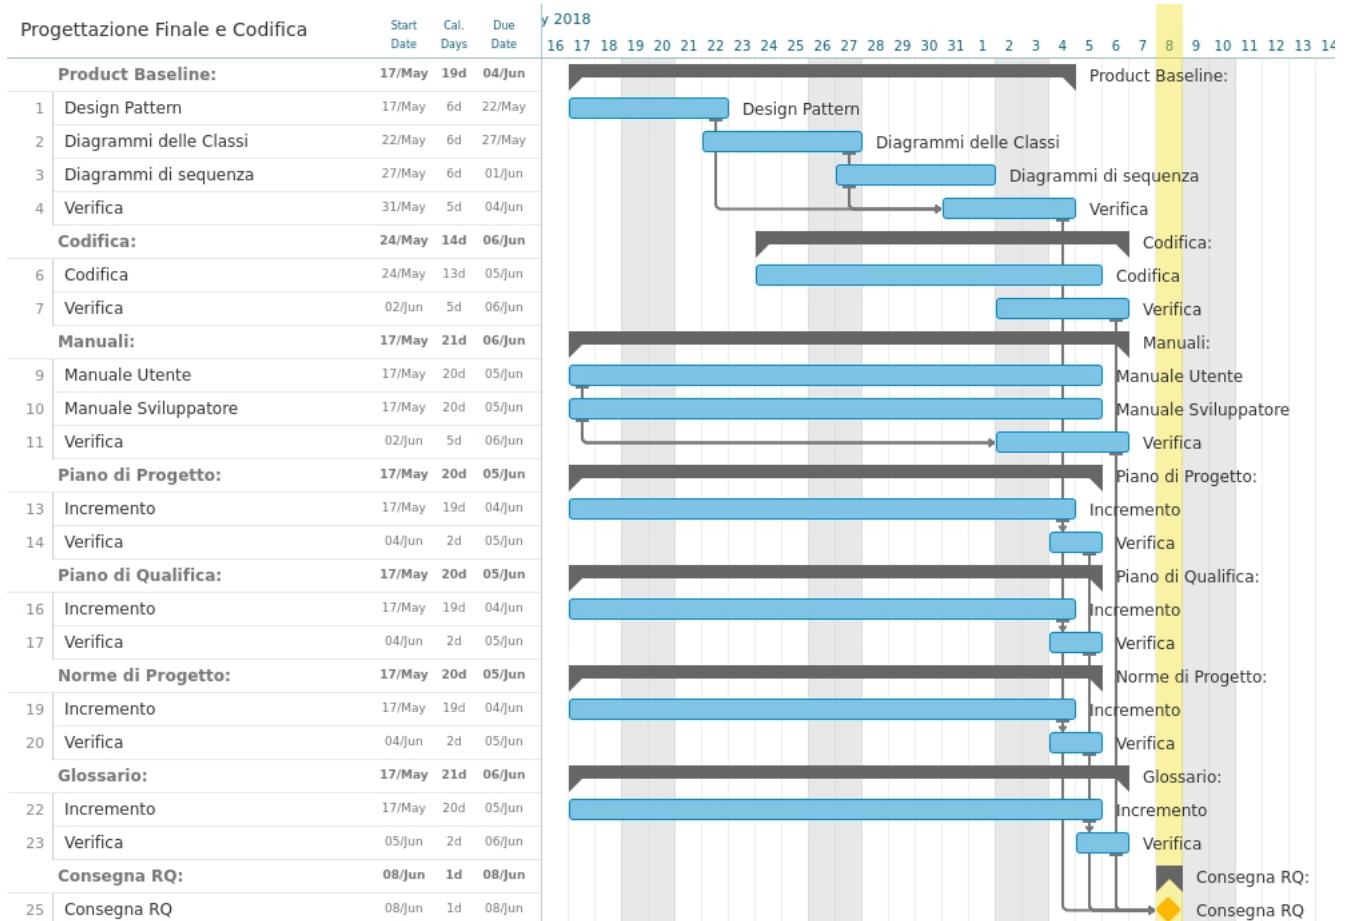 Progettazione Finale e Codifica Start Date Cal. Days Due Date y 2018
16 17 18 19 20 21 22 23 24 25 26 27 28 29 30 31 1 2 3 4 5 6 7 8 9 10 11 12 13 14
Product Baseline: 17/May 19d 04/Jun Product Baseline:
1 Design Pattern 17/May 6d 22/May Design Pattern
2 Diagrammi delle Classi 22/May 6d 27/May Diagrammi delle Classi
3 Diagrammi di sequenza 27/May 6d 01/Jun Diagrammi di sequenza
4 Verifica 31/May 5d 04/Jun Verifica
Codifica: 24/May 14d 06/Jun Codifica:
6 Codifica 24/May 13d 05/Jun Codifica
7 Verifica 02/Jun 5d 06/Jun Verifica
Manuali: 17/May 21d 06/Jun Manuali:
9 Manuale Utente 17/May 20d 05/Jun Manuale Utente
10 Manuale Sviluppatore 17/May 20d 05/Jun Manuale Sviluppatore
11 Verifica 02/Jun 5d 06/Jun Verifica
Piano di Progetto: 17/May 20d 05/Jun Piano di Progetto:
13 Incremento 17/May 19d 04/Jun Incremento
14 Verifica 04/Jun 2d 05/Jun Verifica
Piano di Qualifica: 17/May 20d 05/Jun Piano di Qualifica:
16 Incremento 17/May 19d 04/Jun Incremento
17 Verifica 04/Jun 2d 05/Jun Verifica
Norme di Progetto: 17/May 20d 05/Jun Norme di Progetto:
19 Incremento 17/May 19d 04/Jun Incremento
20 Verifica 04/Jun 2d 05/Jun Verifica
Glossario: 17/May 21d 06/Jun Glossario:
22 Incremento 17/May 20d 05/Jun Incremento
23 Verifica 05/Jun 2d 06/Jun Verifica
Consegna RQ: 08/Jun 1d 08/Jun Consegna RQ:
25 Consegna RQ 08/Jun 1d 08/Jun Consegna RQ